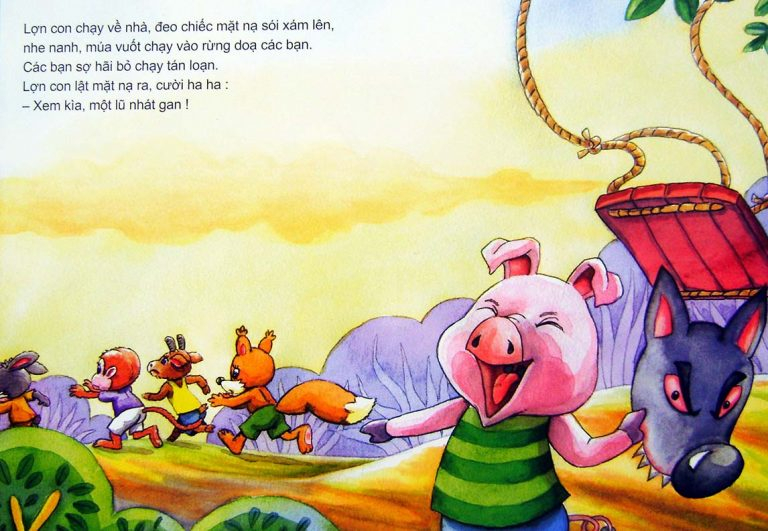 Lợn con chạy về nhà, đeo chiếc mặt nạ sói xám lên,
nhe nanh, múa vuốt chạy vào rừng doạ các bạn.
Các bạn sợ hãi bỏ chạy tán loạn.
Lợn con lật mặt nạ ra, cười ha ha :
– Xem kìa, một lũ nhát gan !